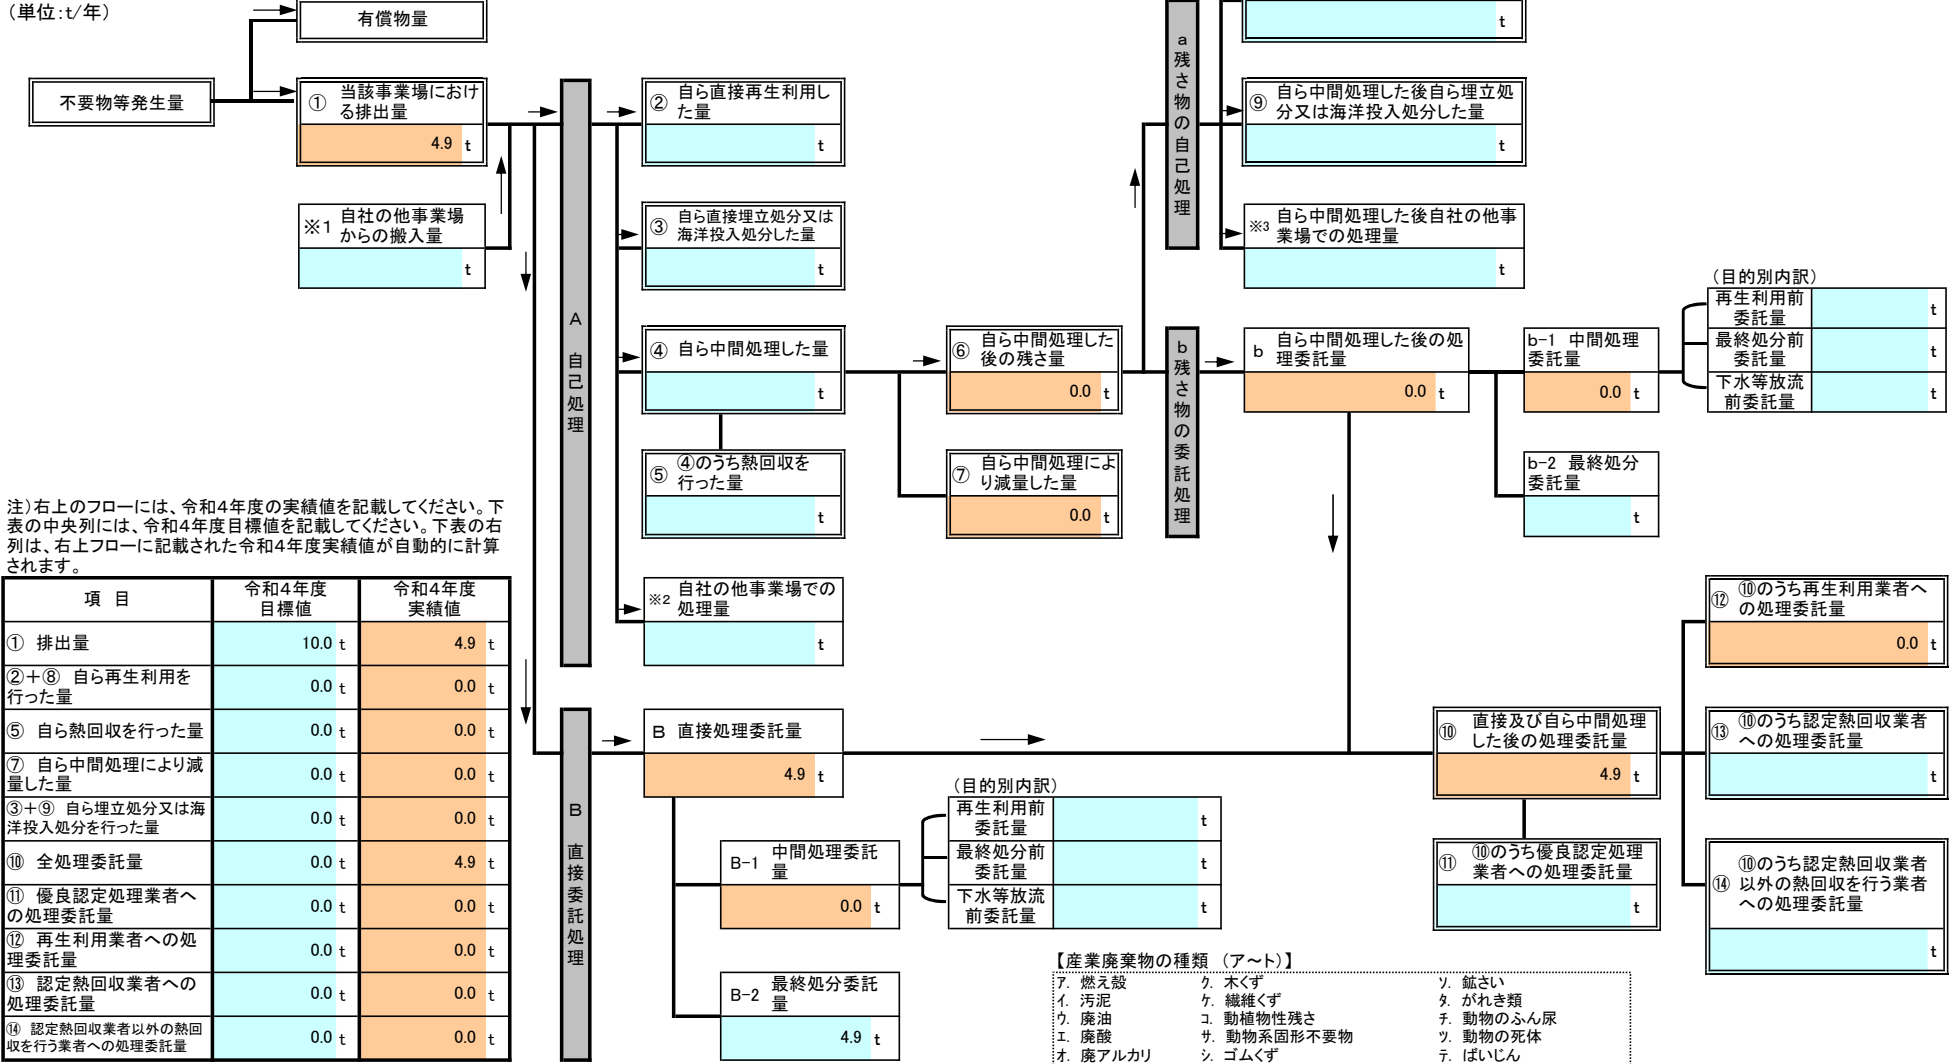 （単位:t/年）
有償物量
t
不要物等発生量
① 当該事業場におけ
る排出量
4.9 t
※1 自社の他事業場
からの搬入量
t
A 自己処理
② 自ら直接再生利用し
た量
t
③ 自ら直接埋立処分又は
海洋投入処分した量
t
④ 自ら中間処理した量
t
⑤ ④のうち熱回収を
行った量
t
※2 自社の他事業場での
処理量
t
⑥ 自ら中間処理した
後の残さ量
0.0 t
⑦ 自ら中間処理によ
り減量した量
0.0 t
a 残さ物の自己処理
⑨ 自ら中間処理した後自ら埋立処
分又は海洋投入処分した量
t
※3 自ら中間処理した後自社の他事
業場での処理量
t
b 残さ物の委託処理
b 自ら中間処理した後の処
理委託量
0.0 t
b-1 中間処理
委託量
0.0 t
b-2 最終処分
委託量
t
（目的別内訳）
再生利用前
委託量 t
最終処分前
委託量 t
下水等放流
前委託量 t
注）右上のフローには、令和4年度の実績値を記載してください。下
表の中央列には、令和4年度目標値を記載してください。下表の右
列は、右上フローに記載された令和4年度実績値が自動的に計算
されます。
項 目 令和4年度
目標値 令和4年度
実績値
① 排出量 10.0 t 4.9 t
②＋⑧ 自ら再生利用を
行った量 0.0 t 0.0 t
⑤ 自ら熱回収を行った量 0.0 t 0.0 t
⑦ 自ら中間処理により減
量した量 0.0 t 0.0 t
③＋⑨ 自ら埋立処分又は海
洋投入処分を行った量 0.0 t 0.0 t
⑩ 全処理委託量 0.0 t 4.9 t
⑪ 優良認定処理業者へ
の処理委託量 0.0 t 0.0 t
⑫ 再生利用業者への処
理委託量 0.0 t 0.0 t
⑬ 認定熱回収業者への
処理委託量 0.0 t 0.0 t
⑭ 認定熱回収業者以外の熱回
収を行う業者への処理委託量 0.0 t 0.0 t
B 直接委託処理
B 直接処理委託量
4.9 t
B-1 中間処理委託
量
0.0 t
B-2 最終処分委託
量
4.9 t
（目的別内訳）
再生利用前
委託量 t
最終処分前
委託量 t
下水等放流
前委託量 t
⑩ 直接及び自ら中間処理
した後の処理委託量
4.9 t
⑪ ⑩のうち優良認定処理
業者への処理委託量
t
⑫ ⑩のうち再生利用業者へ
の処理委託量
0.0 t
⑬ ⑩のうち認定熱回収業者
への処理委託量
t
⑭ ⑩のうち認定熱回収業者
以外の熱回収を行う業者
への処理委託量
t
【産業廃棄物の種類 （ア～ト）】
ア. 燃え殻 ク. 木くず ソ. 鉱さい
イ. 汚泥 ケ. 繊維くず タ. がれき類
ウ. 廃油 コ. 動植物性残さ チ. 動物のふん尿
エ. 廃酸 サ. 動物系固形不要物 ツ. 動物の死体
オ. 廃アルカリ シ. ゴムくず テ. ばいじん